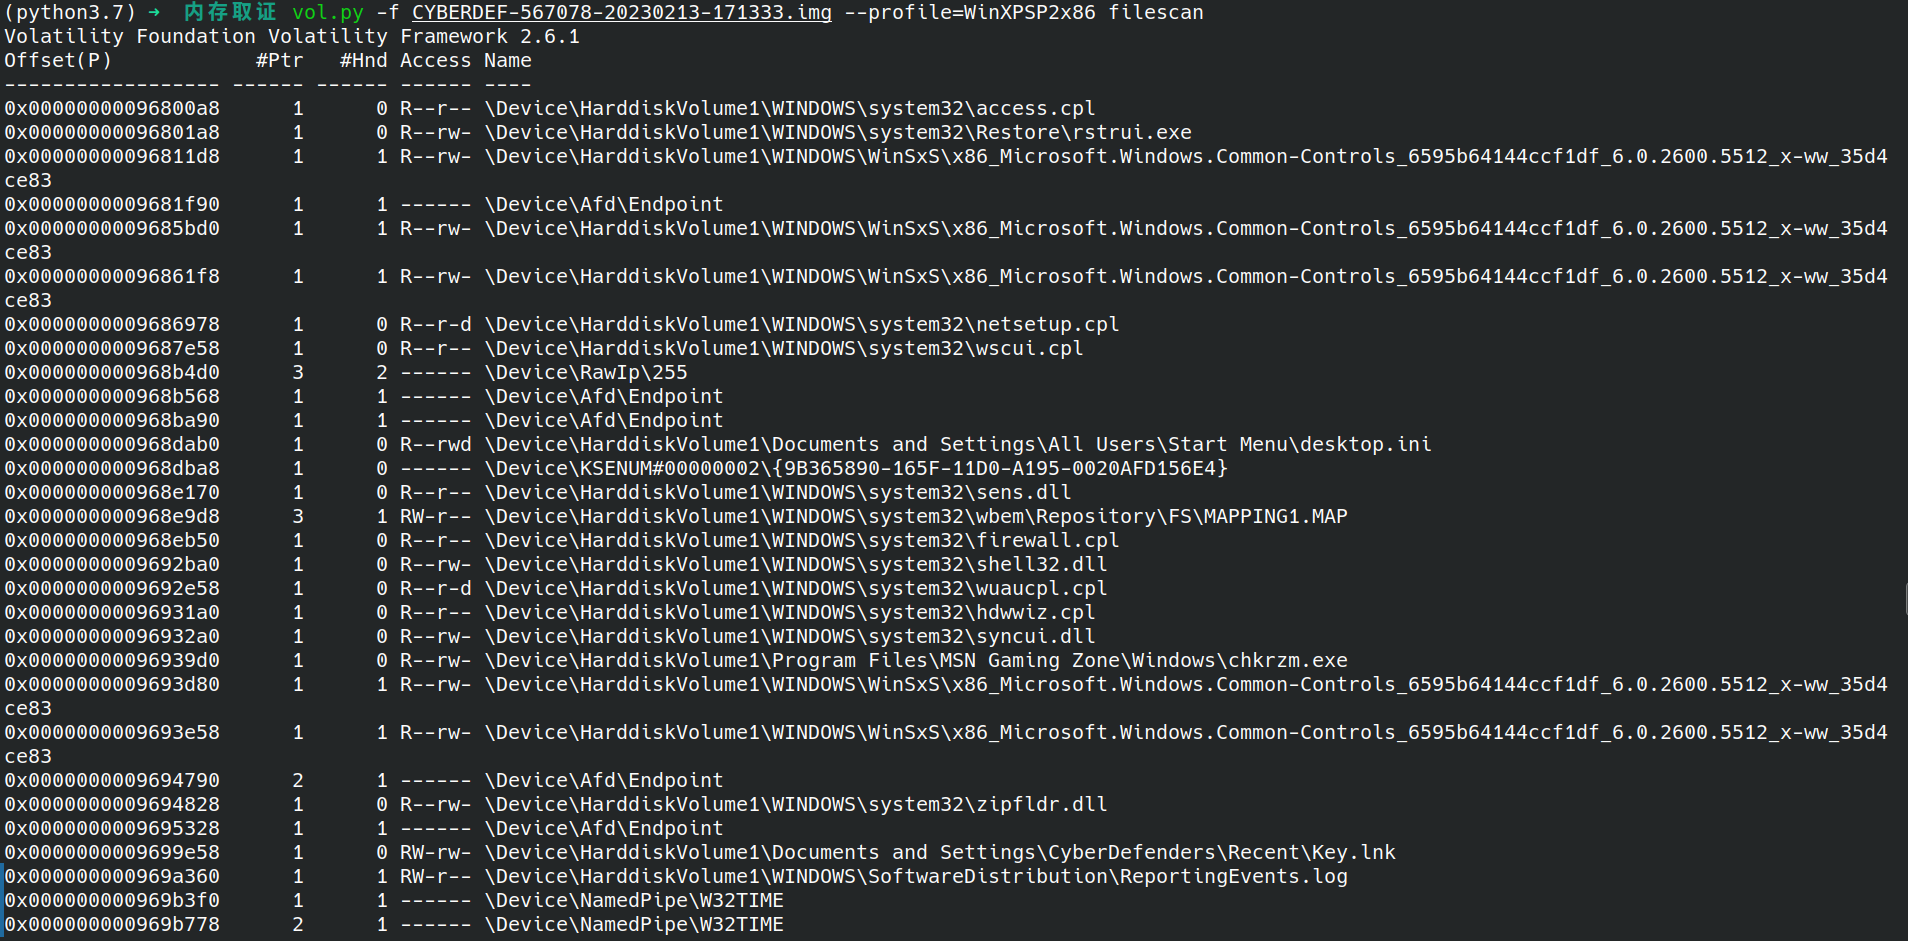 (python3.7) → 内存取证 vol.py -f CYBERDEF-567078-20230213-171333.img --profile=WinXPSP2x86 filescan
Volatility Foundation Volatility Framework 2.6.1
Offset(P)            #Ptr   #Hnd Access Name
------------------ ------ ------ ------ ----
0x00000000096800a8      1      0 R--r-- \Device\HarddiskVolume1\WINDOWS\system32\access.cpl
0x00000000096801a8      1      0 R--rw- \Device\HarddiskVolume1\WINDOWS\system32\Restore\rstrui.exe
0x00000000096811d8      1      1 R--rw- \Device\HarddiskVolume1\WINDOWS\WinSxS\x86_Microsoft.Windows.Common-Controls_6595b64144ccf1df_6.0.2600.5512_x-ww_35d4
ce83
0x0000000009681f90      1      1 ------ \Device\Afd\Endpoint
0x0000000009685bd0      1      1 R--rw- \Device\HarddiskVolume1\WINDOWS\WinSxS\x86_Microsoft.Windows.Common-Controls_6595b64144ccf1df_6.0.2600.5512_x-ww_35d4
ce83
0x00000000096861f8      1      1 R--rw- \Device\HarddiskVolume1\WINDOWS\WinSxS\x86_Microsoft.Windows.Common-Controls_6595b64144ccf1df_6.0.2600.5512_x-ww_35d4
ce83
0x0000000009686978      1      0 R--r-d \Device\HarddiskVolume1\WINDOWS\system32\netsetup.cpl
0x0000000009687e58      1      0 R--r-- \Device\HarddiskVolume1\WINDOWS\system32\wscui.cpl
0x000000000968b4d0      3      2 ------ \Device\RawIp\255
0x000000000968b568      1      1 ------ \Device\Afd\Endpoint
0x000000000968ba90      1      1 ------ \Device\Afd\Endpoint
0x000000000968dab0      1      0 R--rwd \Device\HarddiskVolume1\Documents and Settings\All Users\Start Menu\desktop.ini
0x000000000968dba8      1      0 ------ \Device\KSENUM#00000002\{9B365890-165F-11D0-A195-0020AFD156E4}
0x000000000968e170      1      0 R--r-- \Device\HarddiskVolume1\WINDOWS\system32\sens.dll
0x000000000968e9d8      3      1 RW-r-- \Device\HarddiskVolume1\WINDOWS\system32\wbem\Repository\FS\MAPPING1.MAP
0x000000000968eb50      1      0 R--r-- \Device\HarddiskVolume1\WINDOWS\system32\firewall.cpl
0x0000000009692ba0      1      0 R--rw- \Device\HarddiskVolume1\WINDOWS\system32\shell32.dll
0x0000000009692e58      1      0 R--r-d \Device\HarddiskVolume1\WINDOWS\system32\wuaucpl.cpl
0x00000000096931a0      1      0 R--r-- \Device\HarddiskVolume1\WINDOWS\system32\hdwwiz.cpl
0x00000000096932a0      1      0 R--rw- \Device\HarddiskVolume1\WINDOWS\system32\syncui.dll
0x00000000096939d0      1      0 R--rw- \Device\HarddiskVolume1\Program Files\MSN Gaming Zone\Windows\chkrzm.exe
0x0000000009693d80      1      1 R--rw- \Device\HarddiskVolume1\WINDOWS\WinSxS\x86_Microsoft.Windows.Common-Controls_6595b64144ccf1df_6.0.2600.5512_x-ww_35d4
ce83
0x0000000009693e58      1      1 R--rw- \Device\HarddiskVolume1\WINDOWS\WinSxS\x86_Microsoft.Windows.Common-Controls_6595b64144ccf1df_6.0.2600.5512_x-ww_35d4
ce83
0x0000000009694790      2      1 ------ \Device\Afd\Endpoint
0x0000000009694828      1      0 R--rw- \Device\HarddiskVolume1\WINDOWS\system32\zipfldr.dll
0x0000000009695328      1      1 ------ \Device\Afd\Endpoint
0x0000000009699e58      1      0 RW-rw- \Device\HarddiskVolume1\Documents and Settings\CyberDefenders\Recent\Key.lnk
0x000000000969a360      1      1 RW-r-- \Device\HarddiskVolume1\WINDOWS\SoftwareDistribution\ReportingEvents.log
0x000000000969b3f0      1      1 ------ \Device\NamedPipe\W32TIME
0x000000000969b778      2      1 ------ \Device\NamedPipe\W32TIME